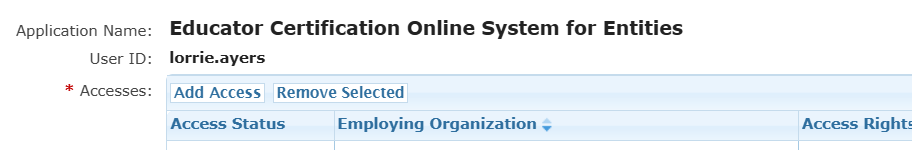 Application Name: Educator Certification Online System for Entities
User ID: lorrie.ayers
* Accesses:
Add Access Remove Selected
Access Status Employing Organization Access Rights